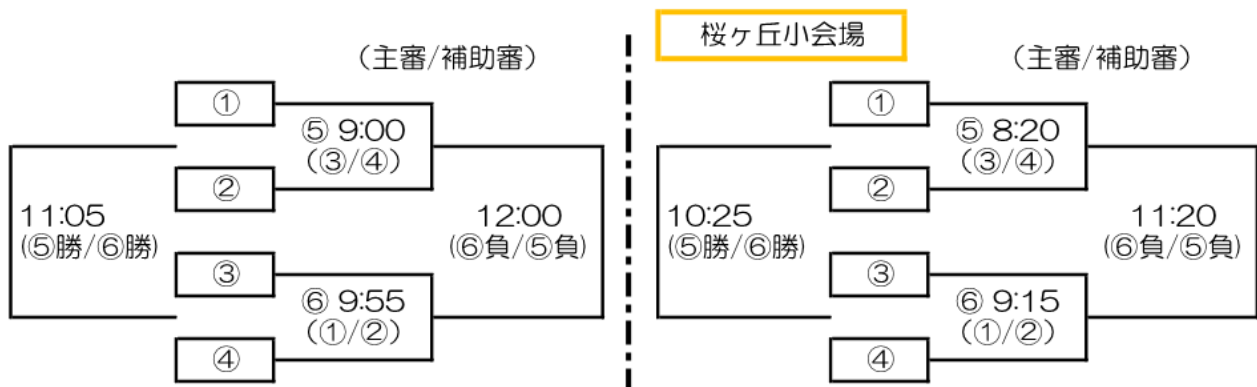 （主審/補助審）
①
⑤ 9:00
（③/④）
②
11:05
(⑤勝/⑥勝)
12:00
(⑥負/⑤負)
③
⑥ 9:55
（①/②）
④
桜ヶ丘小会場
（主審/補助審）
①
⑤ 8:20
（③/④）
②
10:25
(⑤勝/⑥勝)
11:20
(⑥負/⑤負)
③
⑥ 9:15
（①/②）
④